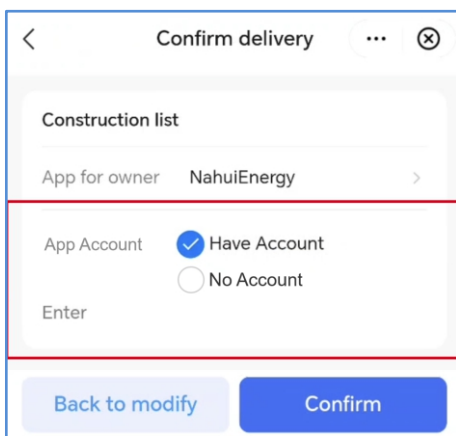 Confirm delivery
Construction list
App for owner NahuiEnergy
App Account Have Account
No Account
Enter
Back to modify Confirm